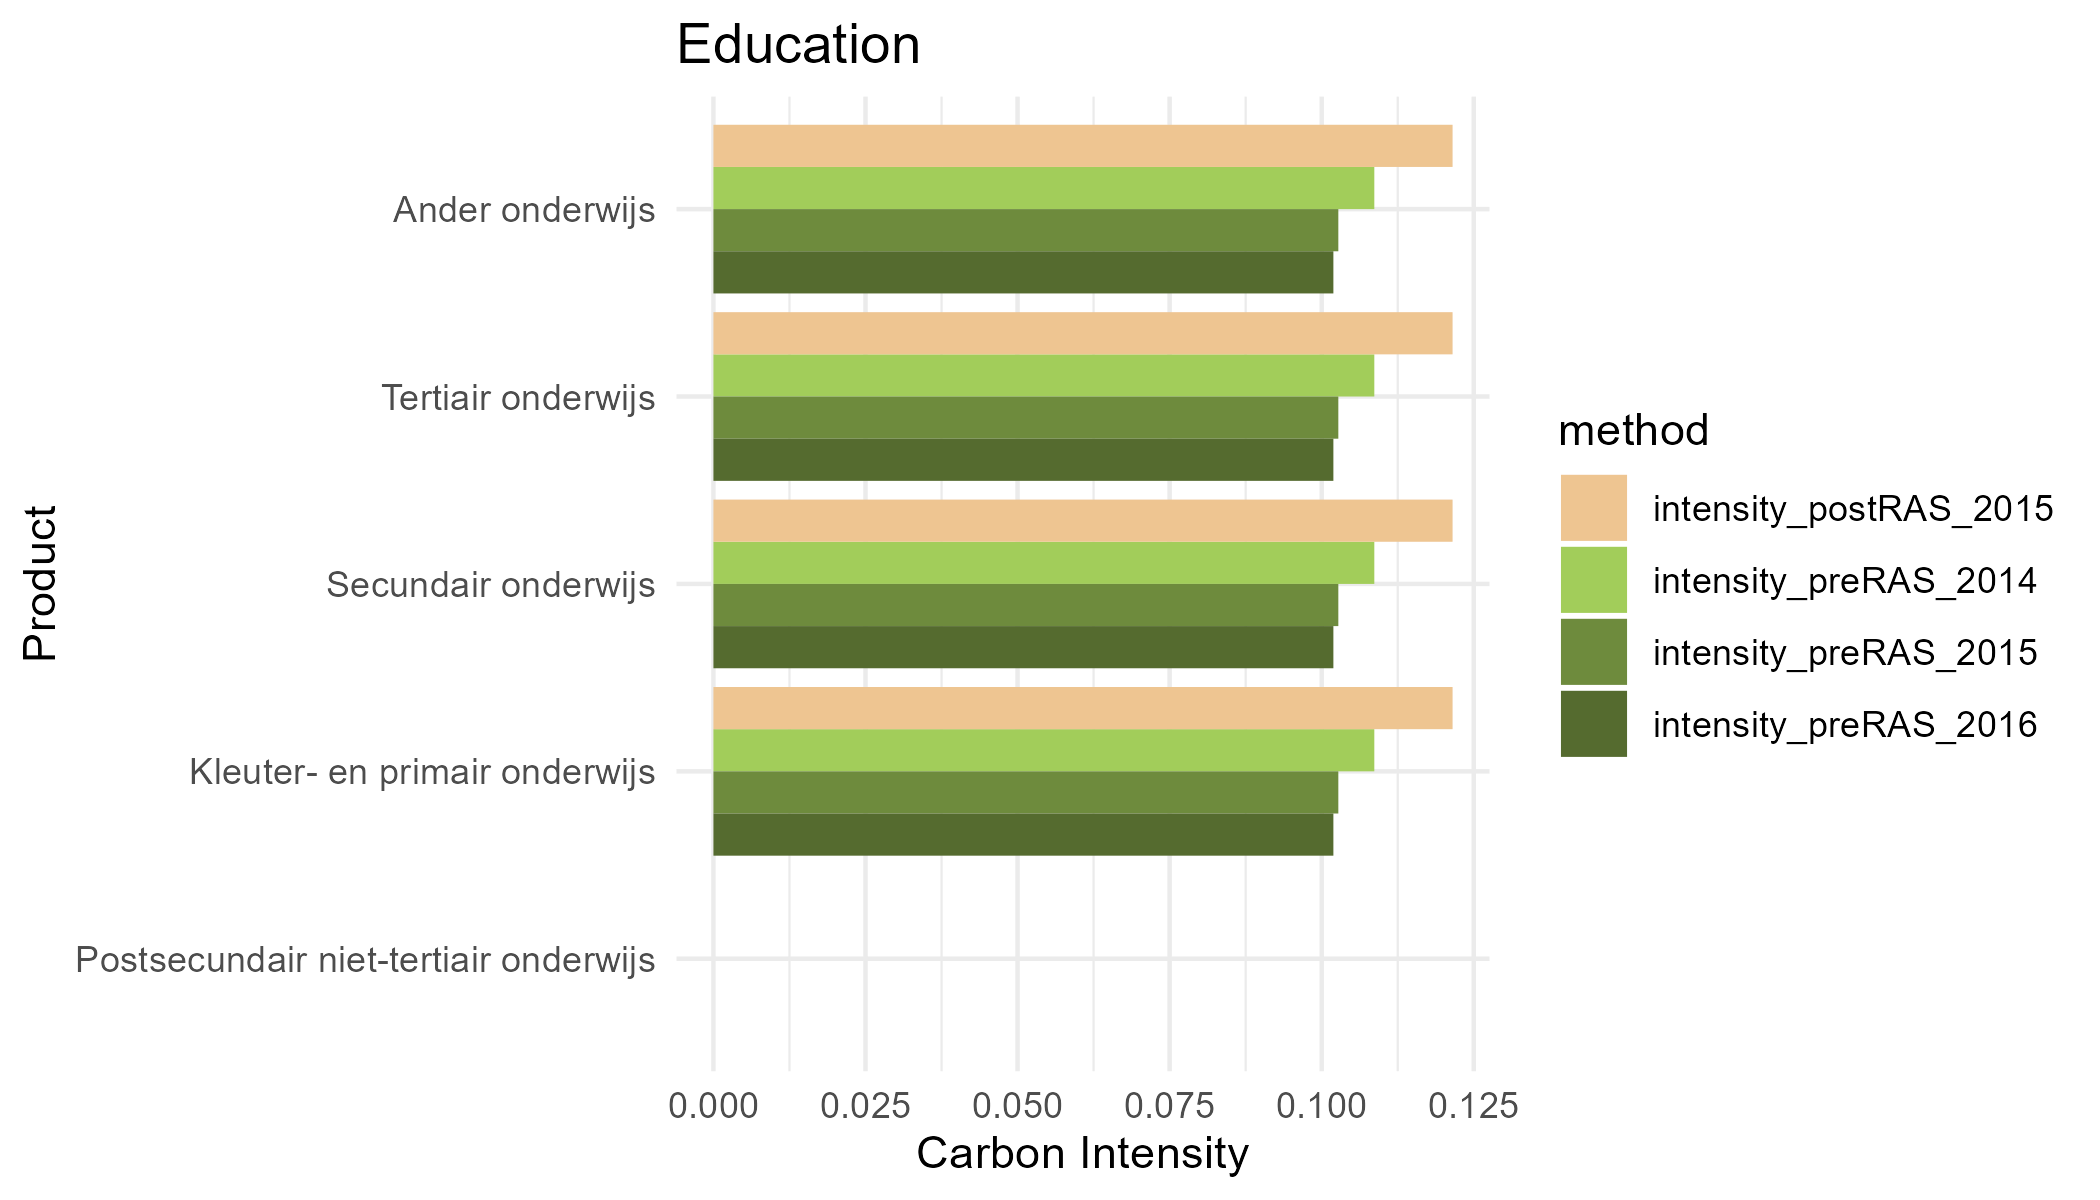 Education
Product
Ander onderwijs
Tertiair onderwijs
Secundair onderwijs
Kleuter- en primair onderwijs
Postsecundair niet-tertiair onderwijs
0.000 0.025 0.050 0.075 0.100 0.125
Carbon Intensity
method
intensity_postRAS_2015
intensity_preRAS_2014
intensity_preRAS_2015
intensity_preRAS_2016